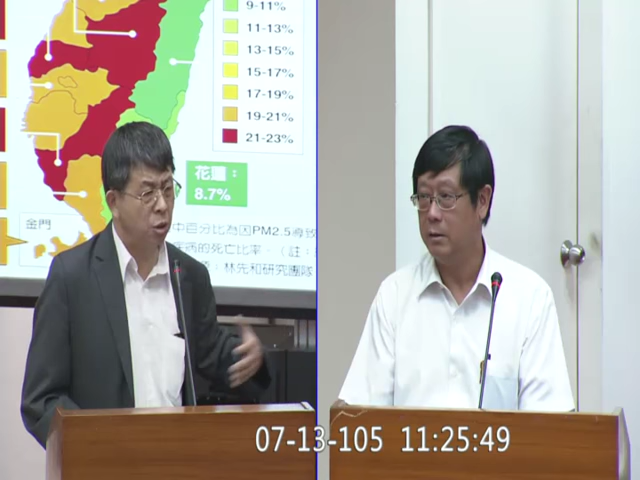 9-11%
11-13%
13-15%
15-17%
17-19%
19-21%
21-23%
花蓮：
8.7%
金門
中百分比為因PM2.5導致
疾病的死亡比率。（註：
林先和研究團隊
07-13-105 11:25:49